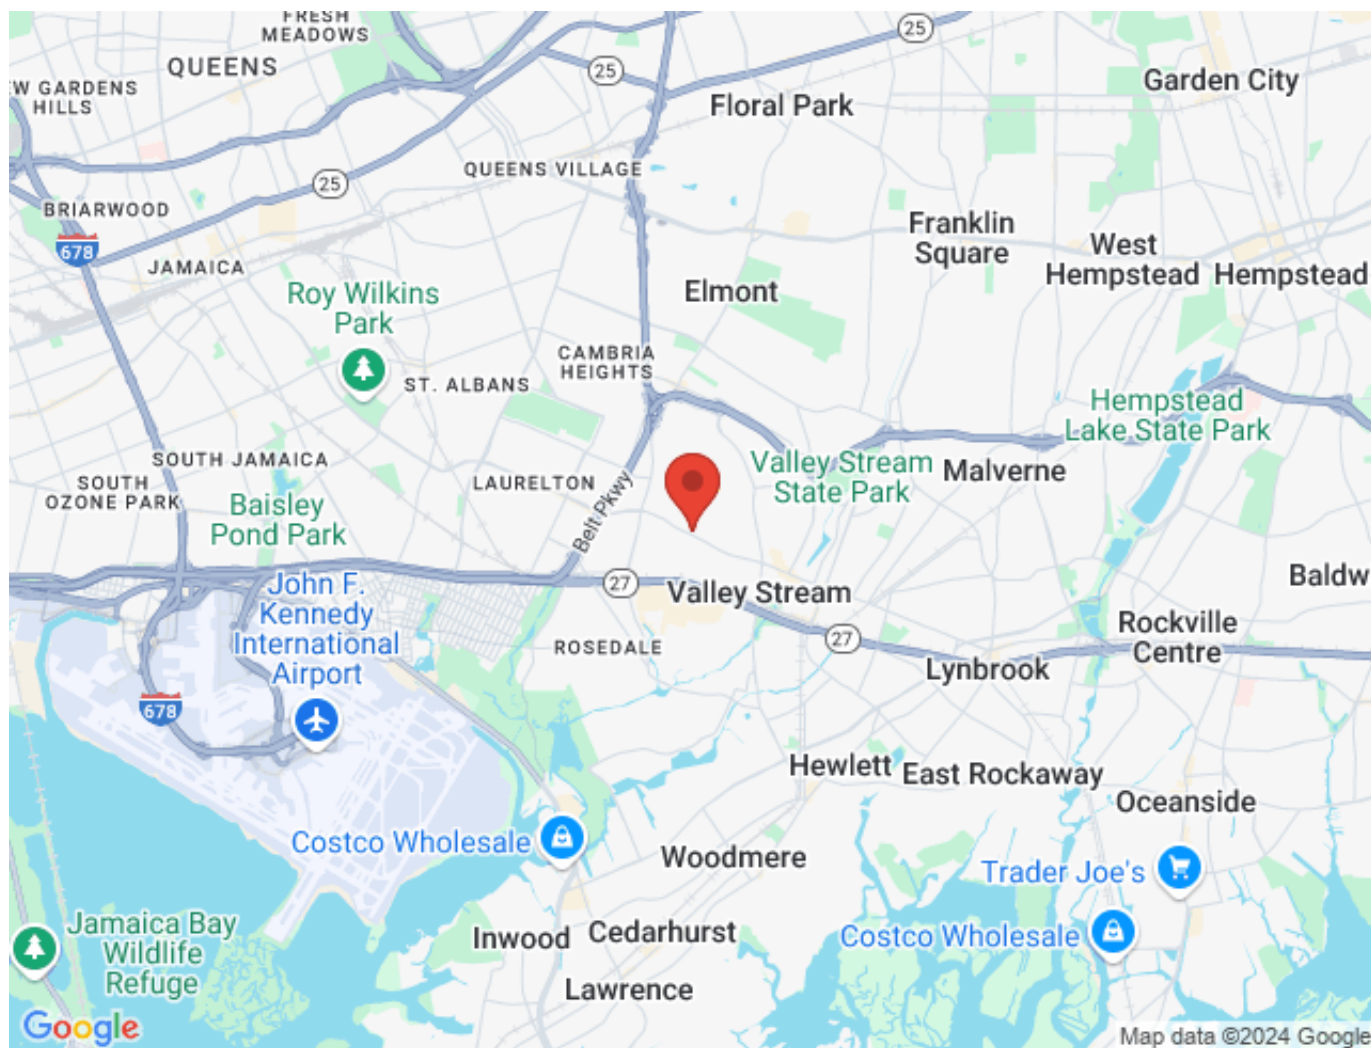 FRESH
MEADOWS
25
QUEENS
25
Garden City
EW GARDENS
HILLS
Floral Park
QUEENS VILLAGE
25
BRIARWOOD
Franklin
Square
West
Hempstead
Hempstead
678
JAMAICA
Roy Wilkins
Park
Elmont
CAMBRIA
HEIGHTS
ST. ALBANS
Hempstead
Lake State Park
SOUTH JAMAICA
Valley Stream
State Park
Malverne
SOUTH
OZONE PARK
LAURELTON
Baisley
Pond Park
Belt Pkwy
27
Valley Stream
Baldw
John F.
Kennedy
International
Airport
27
Rockville
Centre
ROSEDALE
Lynbrook
678
Hewlett
East Rockaway
Oceanside
Costco Wholesale
Woodmere
Trader Joe's
Jamaica Bay
Wildlife
Refuge
Inwood
Cedarhurst
Costco Wholesale
Lawrence
Google
Map data ©2024 Google